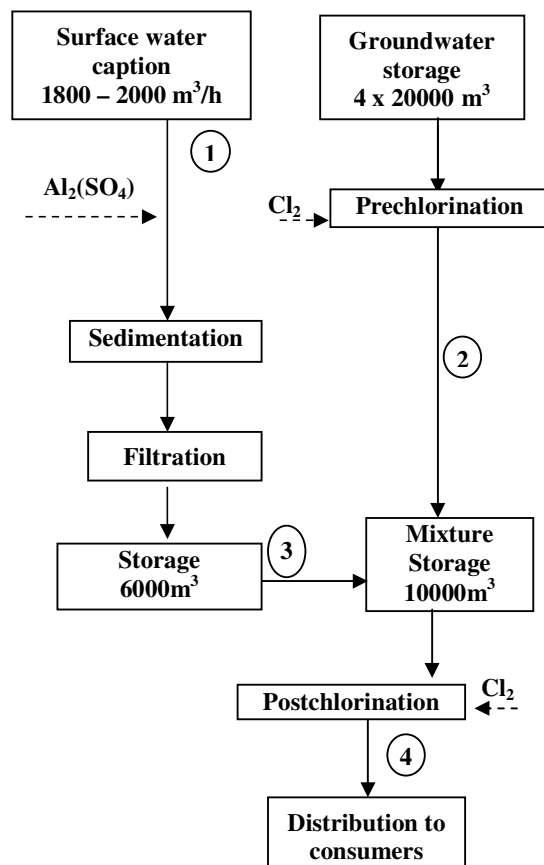 Surface water
caption
1800 – 2000 m³/h
Groundwater
storage
4 x 20000 m³
1
Al₂(SO₄)
Cl₂
Prechlorination
Sedimentation
2
Filtration
Storage
6000m³
3
Mixture
Storage
10000m³
Postchlorination
Cl₂
4
Distribution to
consumers